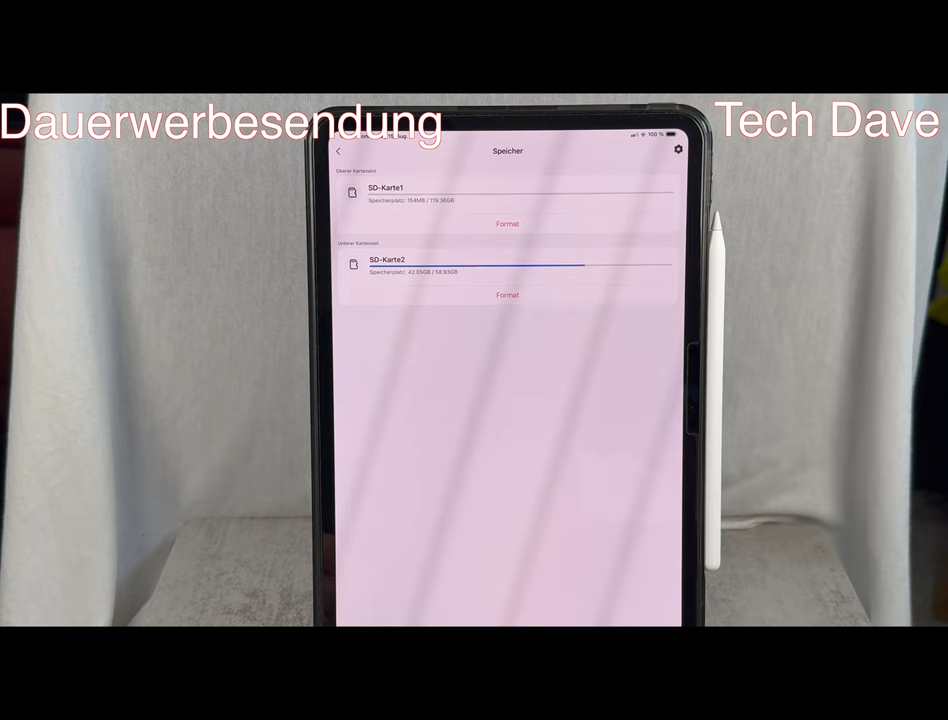 Dauerwerbesendung
Tech Dave
100 %
Speicher
Oberer Kartenslot
SD-Karte1
Speicherplatz: 154MB / 119.36GB
Format
Unterer Kartenslot
SD-Karte2
Speicherplatz: 42.05GB / 58.93GB
Format